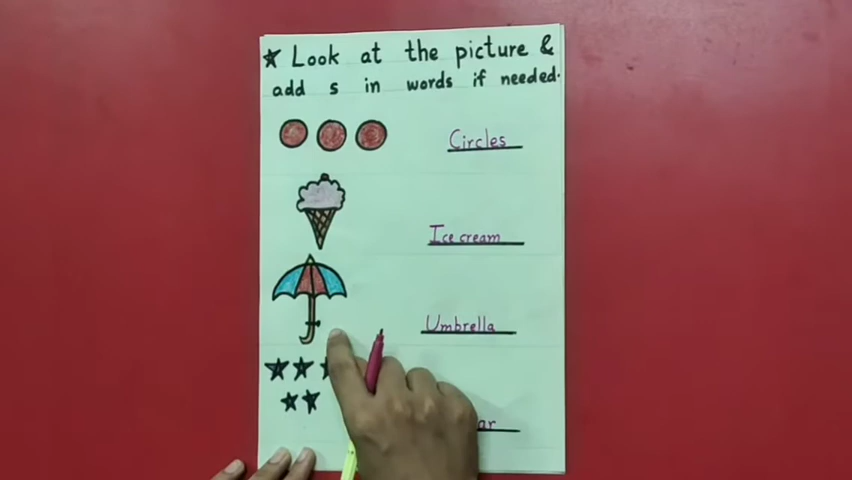 Look at the picture &
add s in words if needed.
Circles
Ice cream
Umbrella